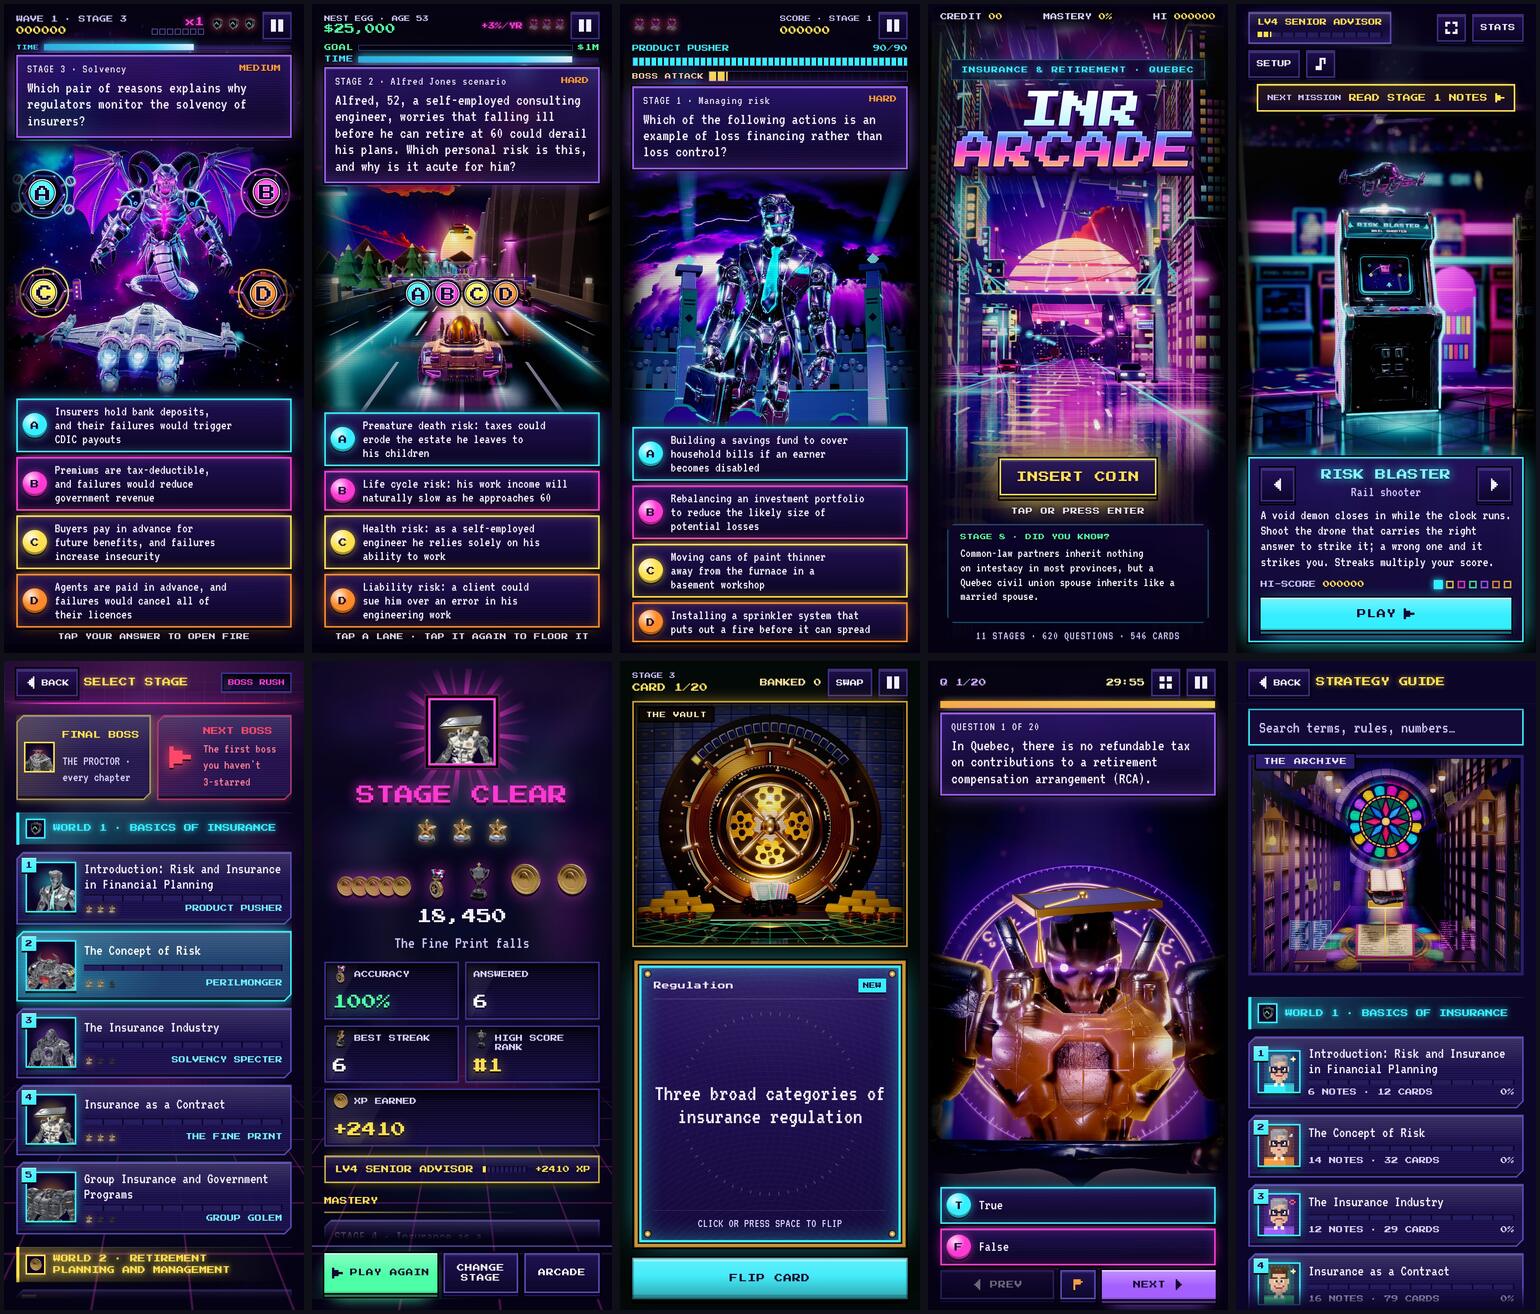 WAVE 1 · STAGE 3
000000
x1
TIME
STAGE 3 · Solvency
MEDIUM
Which pair of reasons explains why
regulators monitor the solvency of
insurers?
A
B
C
D
A
Insurers hold bank deposits,
and their failures would trigger
CDIC payouts
B
Premiums are tax-deductible,
and failures would reduce
government revenue
C
Buyers pay in advance for
future benefits, and failures
increase insecurity
D
Agents are paid in advance, and
failures would cancel all of
their licences
TAP YOUR ANSWER TO OPEN FIRE
NEST EGG · AGE 53
$25,000
+3%/YR
GOAL
$1M
TIME
STAGE 2 · Alfred Jones scenario
HARD
Alfred, 52, a self-employed consulting
engineer, worries that falling ill
before he can retire at 60 could derail
his plans. Which personal risk is this,
and why is it acute for him?
A B C D
A
Premature death risk: taxes could
erode the estate he leaves to
his children
B
Life cycle risk: his work income will
naturally slow as he approaches 60
C
Health risk: as a self-employed
engineer he relies solely on his
ability to work
D
Liability risk: a client could
sue him over an error in his
engineering work
TAP A LANE · TAP IT AGAIN TO FLOOR IT
SCORE · STAGE 1
000000
PRODUCT PUSHER
90/90
BOSS ATTACK
STAGE 1 · Managing risk
HARD
Which of the following actions is an
example of loss financing rather than
loss control?
A
Building a savings fund to cover
household bills if an earner
becomes disabled
B
Rebalancing an investment portfolio
to reduce the likely size of
potential losses
C
Moving cans of paint thinner
away from the furnace in a
basement workshop
D
Installing a sprinkler system that
puts out a fire before it can spread
CREDIT 00
MASTERY 0%
HI 000000
INSURANCE & RETIREMENT · QUEBEC
INR
ARCADE
INSERT COIN
TAP OR PRESS ENTER
STAGE 8 · DID YOU KNOW?
Common-law partners inherit nothing
on intestacy in most provinces, but a
Quebec civil union spouse inherits like a
married spouse.
11 STAGES · 620 QUESTIONS · 546 CARDS
LV4 SENIOR ADVISOR
STATS
SETUP
NEXT MISSION READ STAGE 1 NOTES
RISK BLASTER
RAIL SHOOTER
RISK BLASTER
Rail shooter
A void demon closes in while the clock runs.
Shoot the drone that carries the right
answer to strike it; a wrong one and it
strikes you. Streaks multiply your score.
HI-SCORE 000000
PLAY
BACK
SELECT STAGE
BOSS RUSH
FINAL BOSS
THE PROCTOR ·
every chapter
NEXT BOSS
The first boss
you haven't
3-starred
WORLD 1 · BASICS OF INSURANCE
1
Introduction: Risk and Insurance
in Financial Planning
PRODUCT PUSHER
2
The Concept of Risk
PERILMONGER
3
The Insurance Industry
SOLVENCY SPECTER
4
Insurance as a Contract
THE FINE PRINT
5
Group Insurance and Government
Programs
GROUP GOLEM
WORLD 2 · RETIREMENT
PLANNING AND MANAGEMENT
STAGE CLEAR
18,450
The Fine Print falls
ACCURACY
100%
ANSWERED
6
BEST STREAK
6
HIGH SCORE
RANK
#1
XP EARNED
+2410
LV4 SENIOR ADVISOR
+2410 XP
MASTERY
STAGE 4 · Insurance as a
PLAY AGAIN
CHANGE
STAGE
ARCADE
STAGE 3
CARD 1/20
BANKED 0
SWAP
THE VAULT
Regulation
NEW
Three broad categories of
insurance regulation
CLICK OR PRESS SPACE TO FLIP
FLIP CARD
Q 1/20
29:55
QUESTION 1 OF 20
In Quebec, there is no refundable tax
on contributions to a retirement
compensation arrangement (RCA).
T
True
F
False
PREV
NEXT
BACK
STRATEGY GUIDE
Search terms, rules, numbers…
THE ARCHIVE
WORLD 1 · BASICS OF INSURANCE
1
Introduction: Risk and Insurance
in Financial Planning
6 NOTES · 12 CARDS
0%
2
The Concept of Risk
14 NOTES · 32 CARDS
0%
3
The Insurance Industry
12 NOTES · 29 CARDS
0%
4
Insurance as a Contract
16 NOTES · 79 CARDS
0%